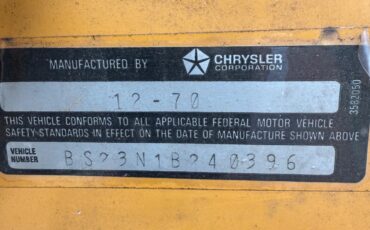 MANUFACTURED BY CHRYSLER CORPORATION
12-70
THIS VEHICLE CONFORMS TO ALL APPLICABLE FEDERAL MOTOR VEHICLE
SAFETY STANDARDS IN EFFECT ON THE DATE OF MANUFACTURE SHOWN ABOVE
VEHICLE NUMBER BS23N1B240396
3582050